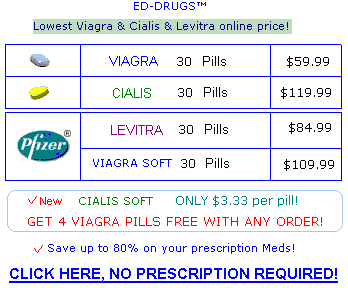 ED-DRUGS™
Lowest Viagra & Cialis & Levitra online price!
VIAGRA 30 Pills $59.99
CIALIS 30 Pills $119.99
Pfizer ®
LEVITRA 30 Pills $84.99
VIAGRA SOFT 30 Pills $109.99
New CIALIS SOFT ONLY $3.33 per pill!
GET 4 VIAGRA PILLS FREE WITH ANY ORDER!
Save up to 80% on your prescription Meds!
CLICK HERE, NO PRESCRIPTION REQUIRED!